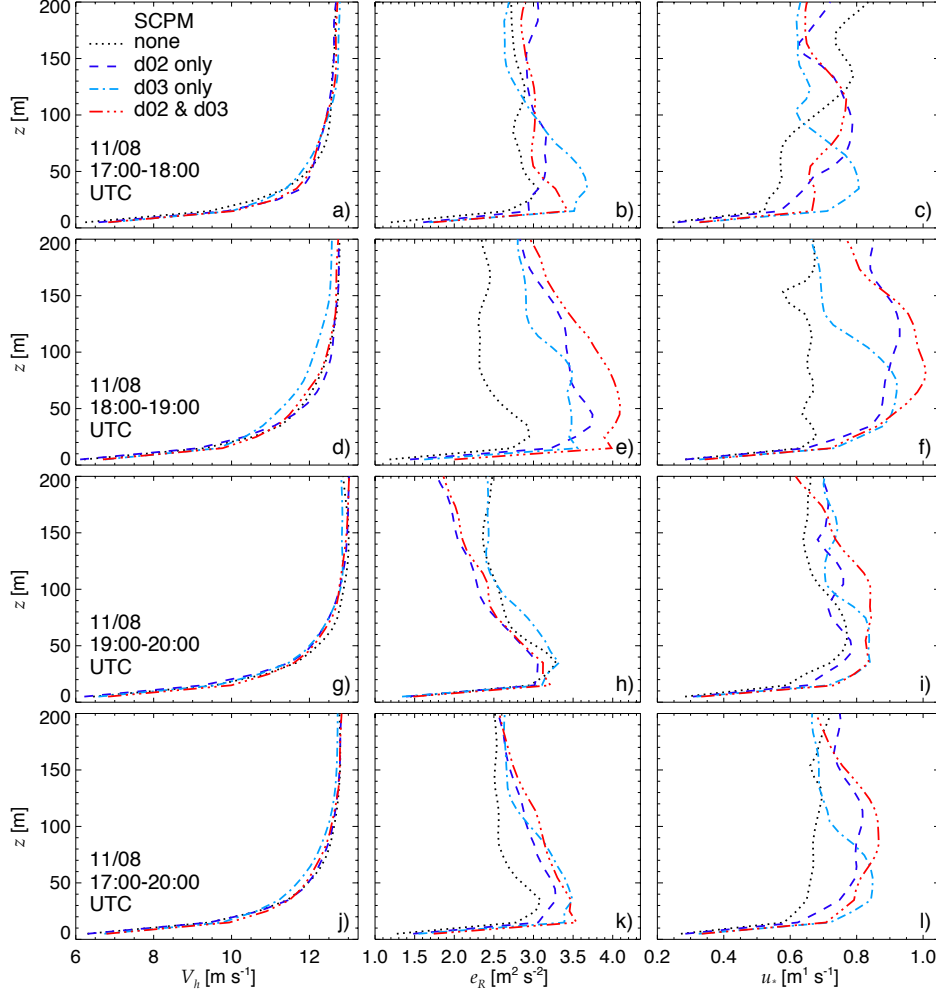 200
150
100
50
0
z [m]
SCPM
none
d02 only
d03 only
d02 & d03
11/08
17:00-18:00
UTC
a)
b)
c)
200
150
100
50
0
z [m]
11/08
18:00-19:00
UTC
d)
e)
f)
200
150
100
50
0
z [m]
11/08
19:00-20:00
UTC
g)
h)
i)
200
150
100
50
0
z [m]
11/08
17:00-20:00
UTC
j)
k)
l)
6 8 10 12
V_h [m s⁻¹]
1.0 1.5 2.0 2.5 3.0 3.5 4.0
e_R [m² s⁻²]
0.2 0.4 0.6 0.8 1.0
u_* [m¹ s⁻¹]